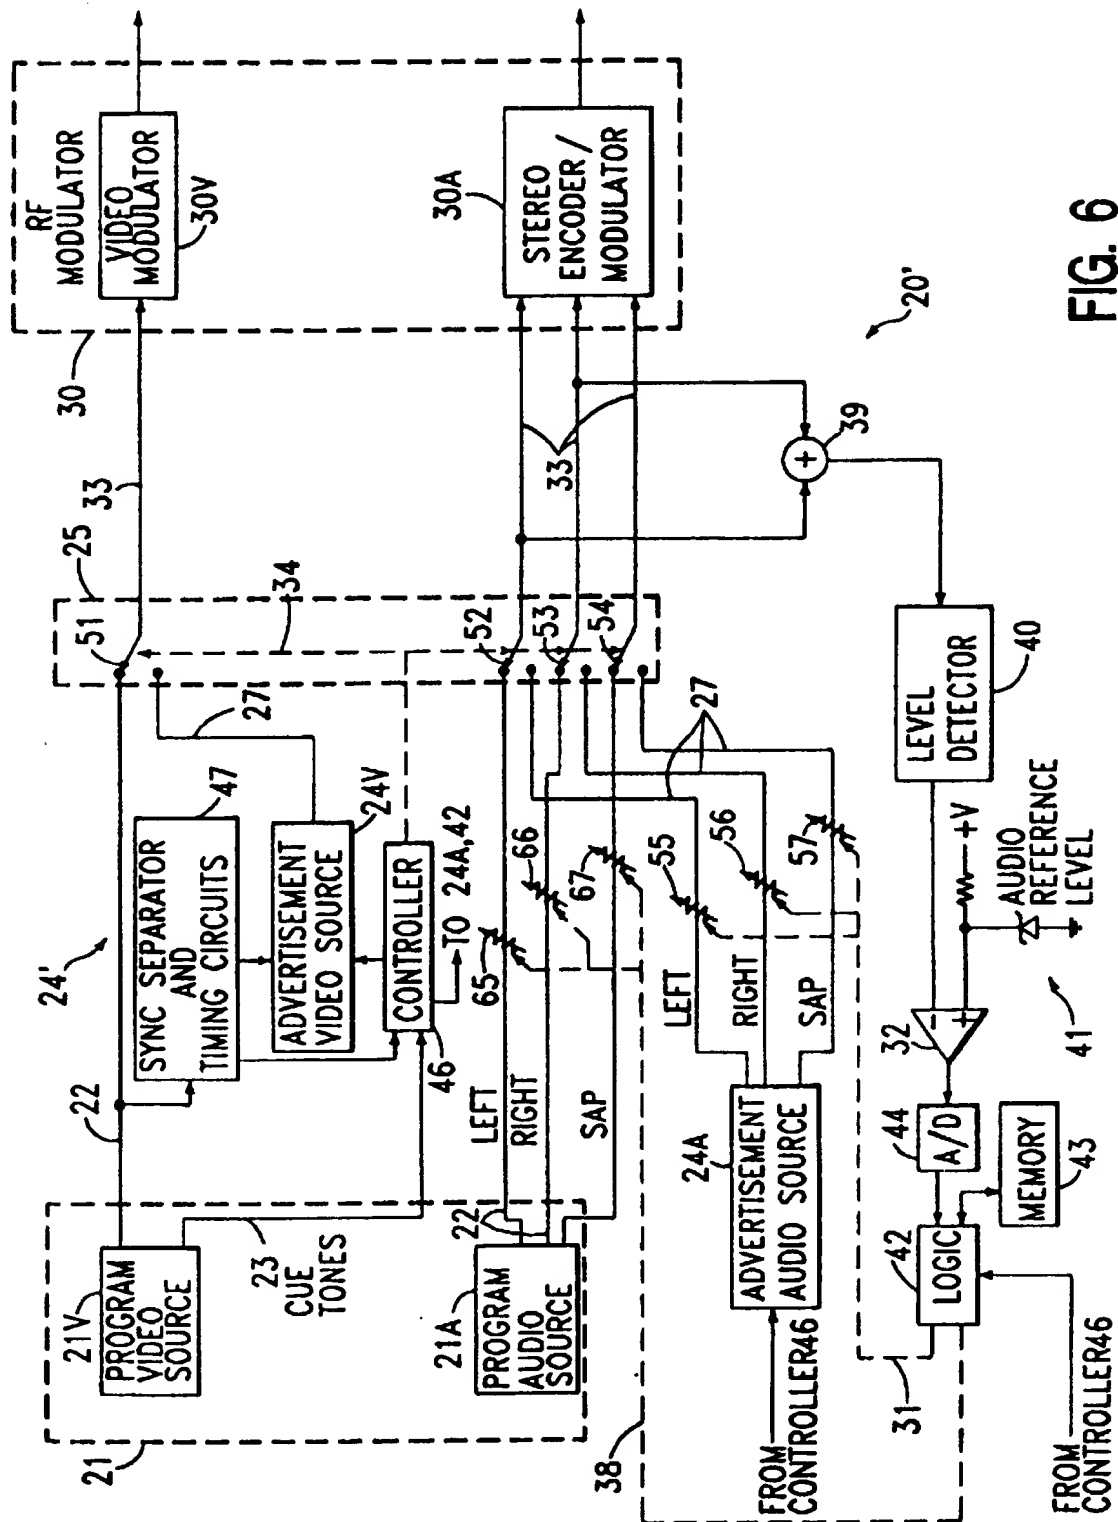 24'
22
47
SYNC SEPARATOR
AND
TIMING CIRCUITS
24V
ADVERTISEMENT
VIDEO SOURCE
CONTROLLER
46
TO 24A,42
27
25
51
34
52
53
54
33
30
RF
MODULATOR
VIDEO
MODULATOR
30V
30A
STEREO
ENCODER/
MODULATOR
33
21
21V
PROGRAM
VIDEO
SOURCE
23
CUE
TONES
21A
PROGRAM
AUDIO
SOURCE
22
LEFT
RIGHT
SAP
65
66
67
27
55
56
57
LEFT
RIGHT
SAP
24A
ADVERTISEMENT
AUDIO SOURCE
FROM
CONTROLLER46
38
39
+
20'
LEVEL
DETECTOR
40
+V
AUDIO
REFERENCE
LEVEL
41
32
−
+
44
A/D
42
LOGIC
MEMORY
43
31
FROM
CONTROLLER46
FIG. 6